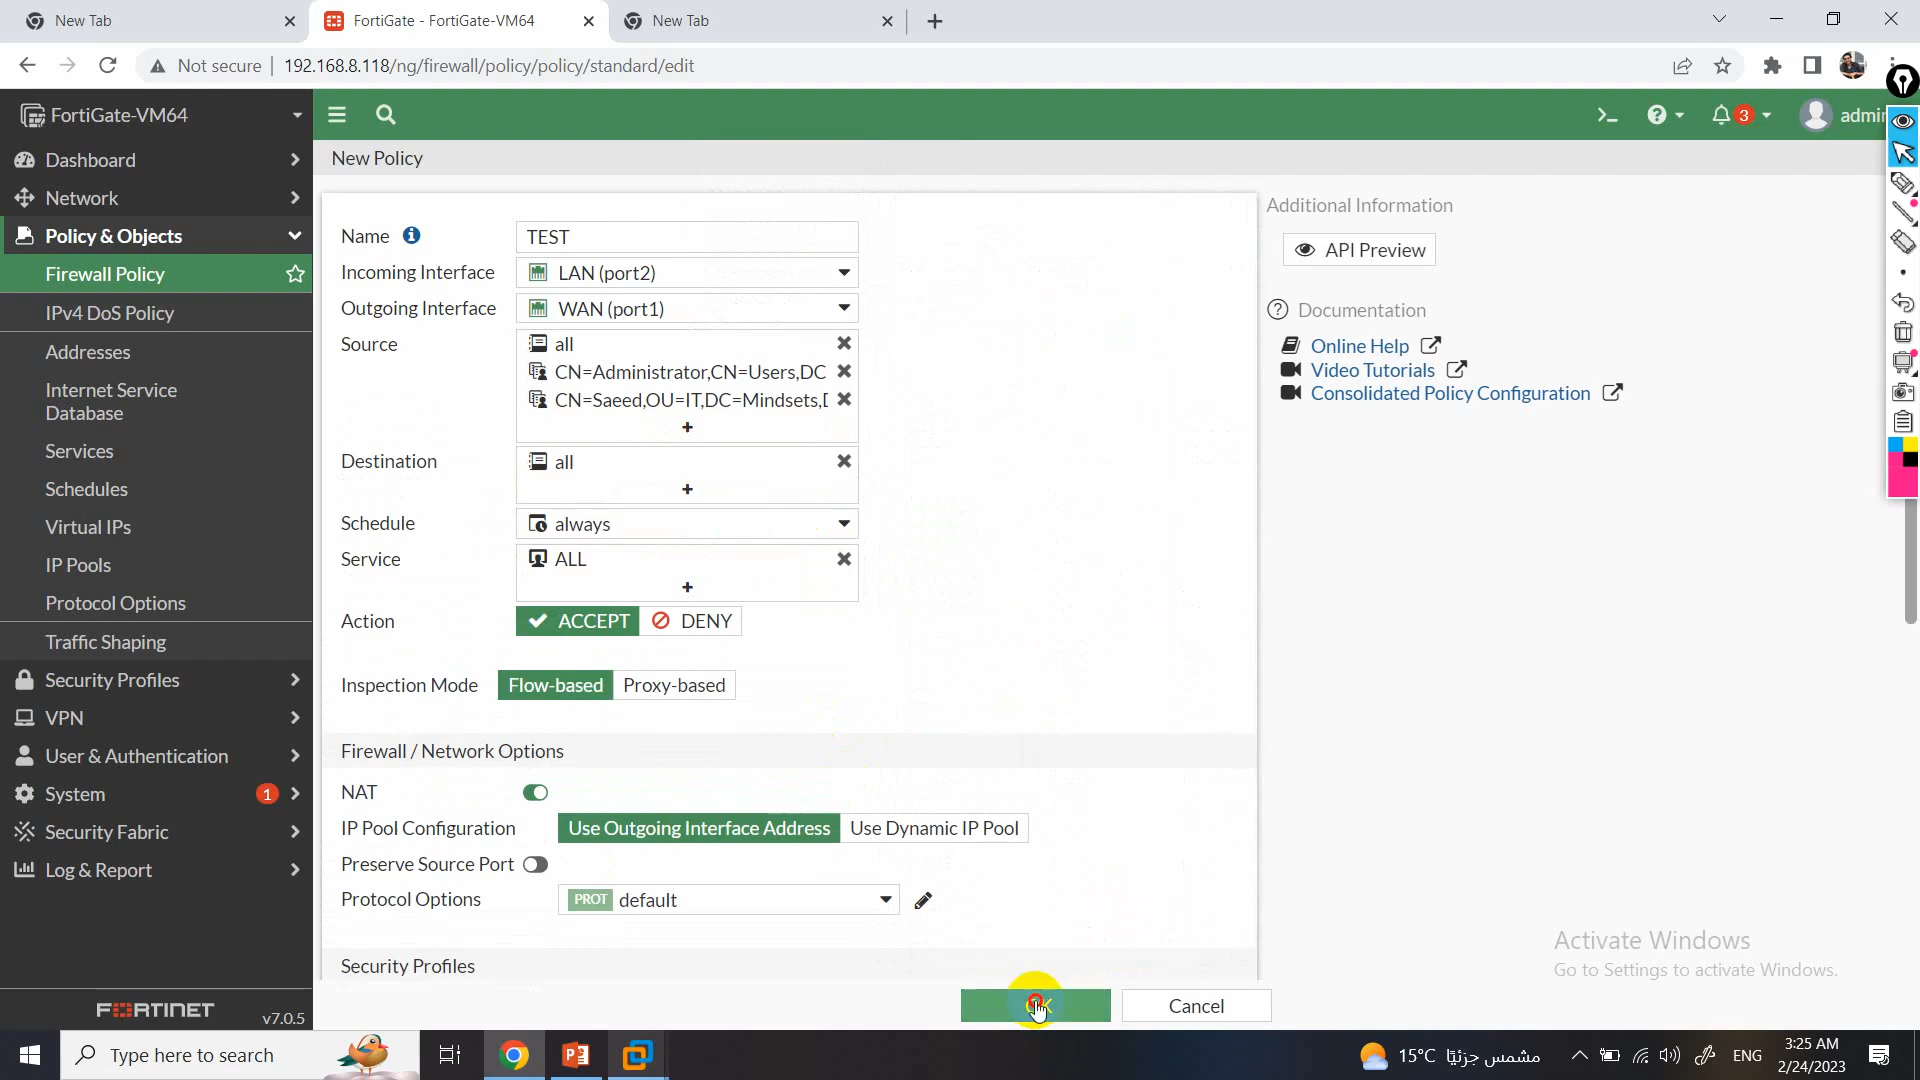 New Tab
FortiGate - FortiGate-VM64
New Tab
Not secure
192.168.8.118/ng/firewall/policy/policy/standard/edit
FortiGate-VM64
Dashboard
Network
Policy & Objects
Firewall Policy
IPv4 DoS Policy
Addresses
Internet Service
Database
Services
Schedules
Virtual IPs
IP Pools
Protocol Options
Traffic Shaping
Security Profiles
VPN
User & Authentication
System 1
Security Fabric
Log & Report
FORTINET
v7.0.5
3
New Policy
Name TEST
Incoming Interface LAN (port2)
Outgoing Interface WAN (port1)
Source all
CN=Administrator,CN=Users,DC
CN=Saeed,OU=IT,DC=Mindsets,
Destination all
Schedule always
Service ALL
Action ACCEPT DENY
Inspection Mode Flow-based Proxy-based
Firewall / Network Options
NAT
IP Pool Configuration Use Outgoing Interface Address Use Dynamic IP Pool
Preserve Source Port
Protocol Options PROT default
Security Profiles
Cancel
Additional Information
API Preview
Documentation
Online Help
Video Tutorials
Consolidated Policy Configuration
Activate Windows
Go to Settings to activate Windows.
Type here to search
15°C مشمس جزئيًا
ENG
3:25 AM
2/24/2023